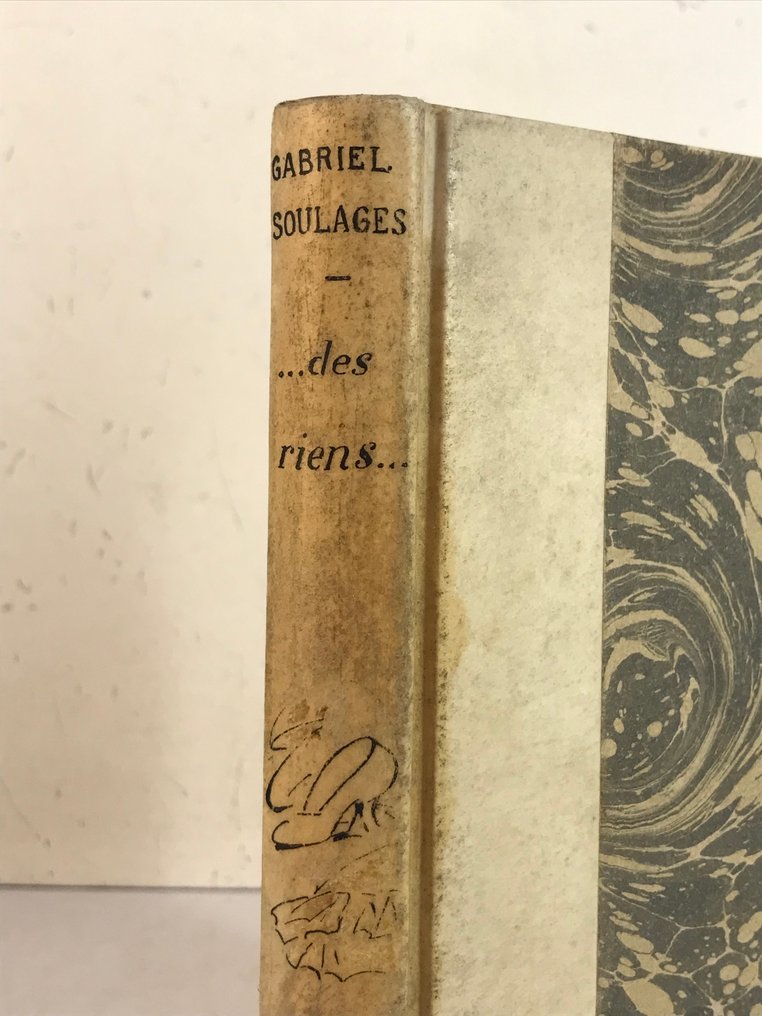 GABRIEL
SOULAGES
—
...des
riens...